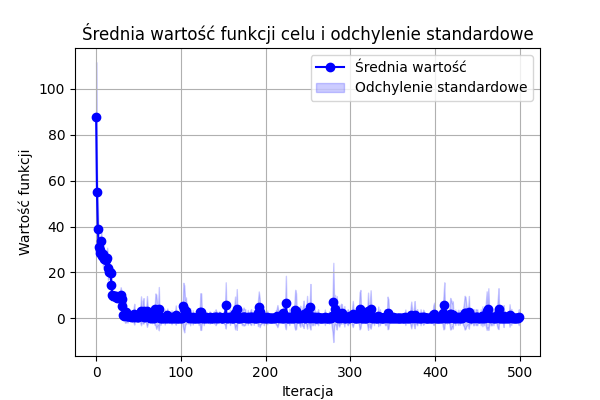 Średnia wartość funkcji celu i odchylenie standardowe
Średnia wartość
Odchylenie standardowe
Wartość funkcji
100
80
60
40
20
0
0 100 200 300 400 500
Iteracja